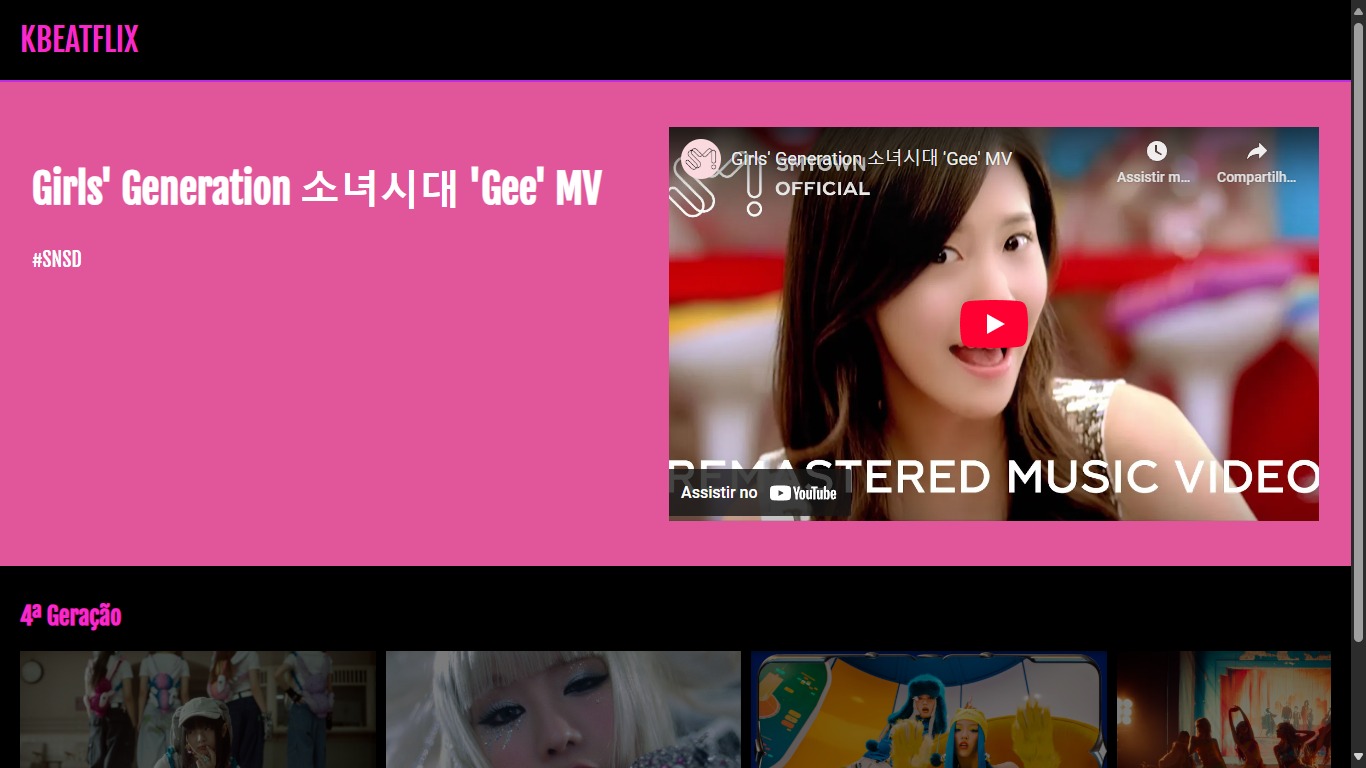 KBEATFLIX
Girls' Generation 소녀시대 'Gee' MV
#SNSD
Girls' Generation 소녀시대 'Gee' MV
Assistir m...
Compartilh...
SM!
SMTOWN
OFFICIAL
REMASTERED MUSIC VIDEO
Assistir no YouTube
4ª Geração